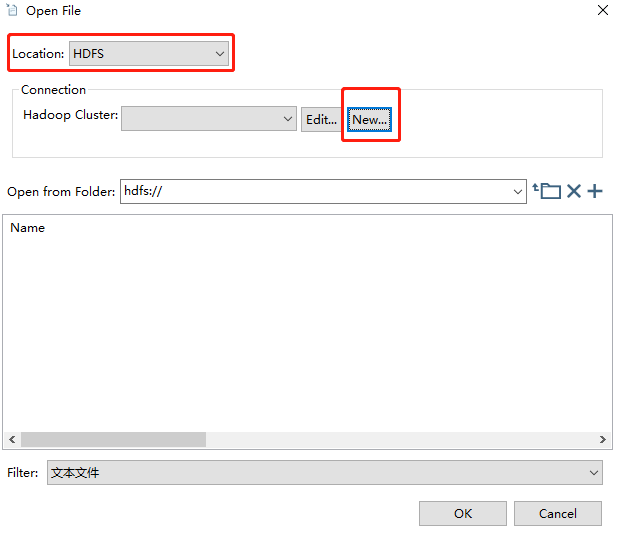 Open File
Location: HDFS
Connection
Hadoop Cluster: Edit... New...
Open from Folder: hdfs://
Name
Filter: 文本文件
OK Cancel